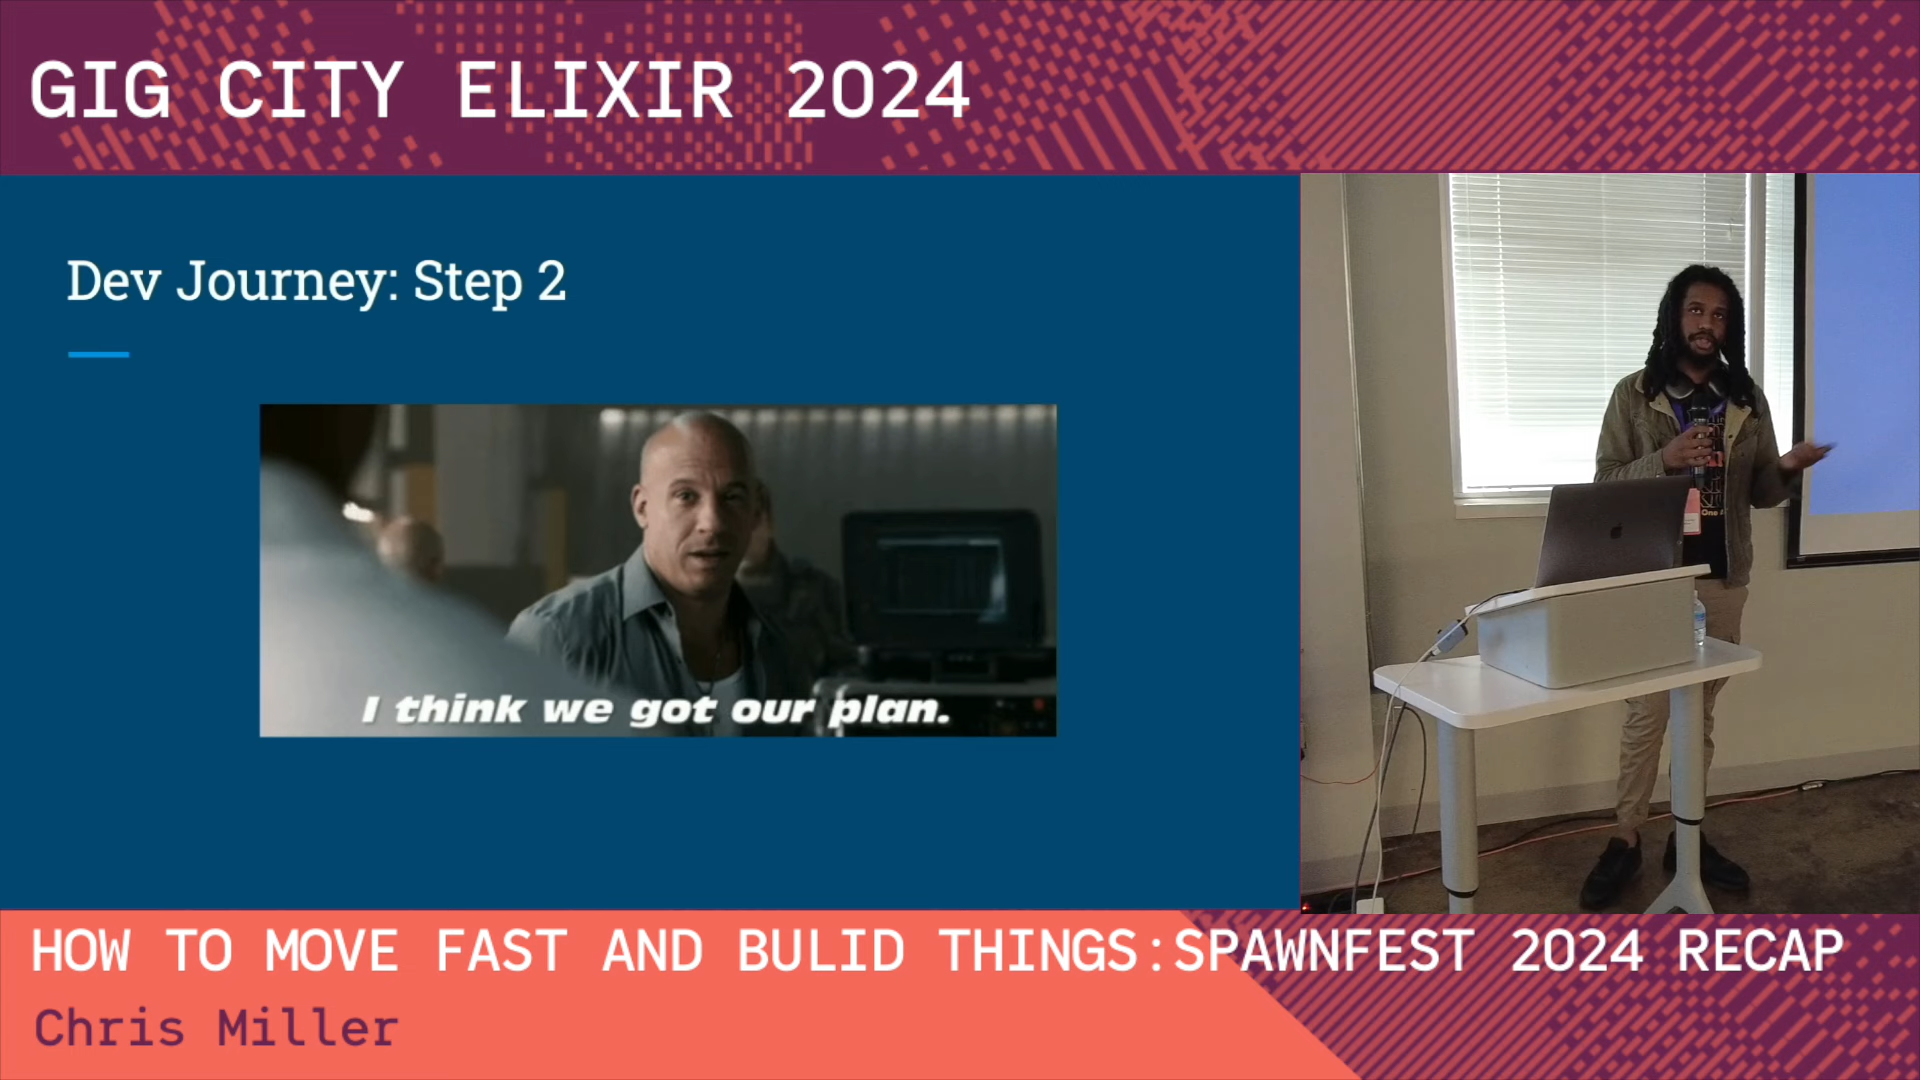 GIG CITY ELIXIR 2024
Dev Journey: Step 2
I think we got our plan.
One
HOW TO MOVE FAST AND BULID THINGS:SPAWNFEST 2024 RECAP
Chris Miller